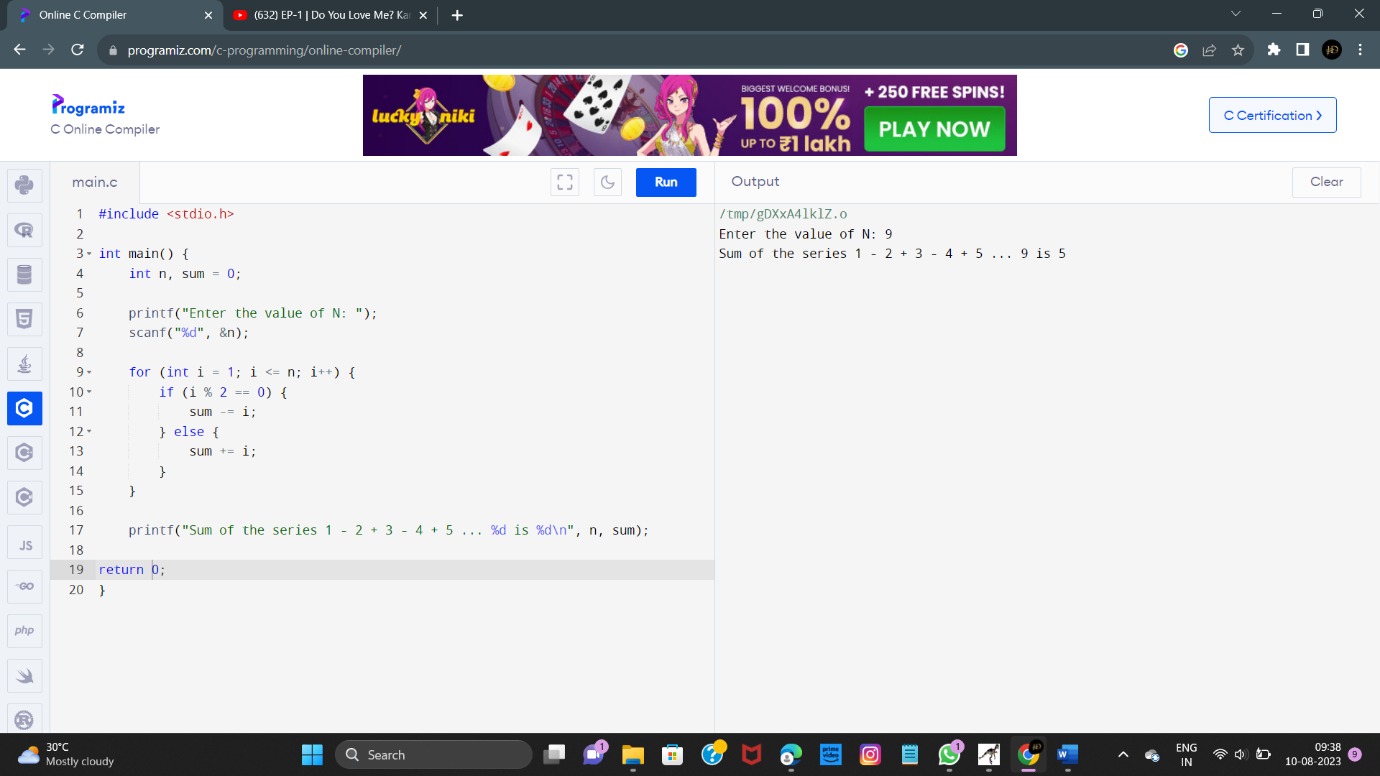 Online C Compiler
(632) EP-1 | Do You Love Me? Ka
programiz.com/c-programming/online-compiler/
Programiz
C Online Compiler
lucky niki
BIGGEST WELCOME BONUS!
100%
UP TO ₹1 lakh
+ 250 FREE SPINS!
PLAY NOW
C Certification >
main.c
Run
Output
Clear
1 #include <stdio.h>
2
3 int main() {
4     int n, sum = 0;
5
6     printf("Enter the value of N: ");
7     scanf("%d", &n);
8
9     for (int i = 1; i <= n; i++) {
10         if (i % 2 == 0) {
11             sum -= i;
12         } else {
13             sum += i;
14         }
15     }
16
17     printf("Sum of the series 1 - 2 + 3 - 4 + 5 ... %d is %d\n", n, sum);
18
19 return 0;
20 }
/tmp/gDXxA4lklZ.o
Enter the value of N: 9
Sum of the series 1 - 2 + 3 - 4 + 5 ... 9 is 5
JS
GO
php
30°C
Mostly cloudy
Search
1
prime video
1
W
ENG
IN
09:38
10-08-2023
9